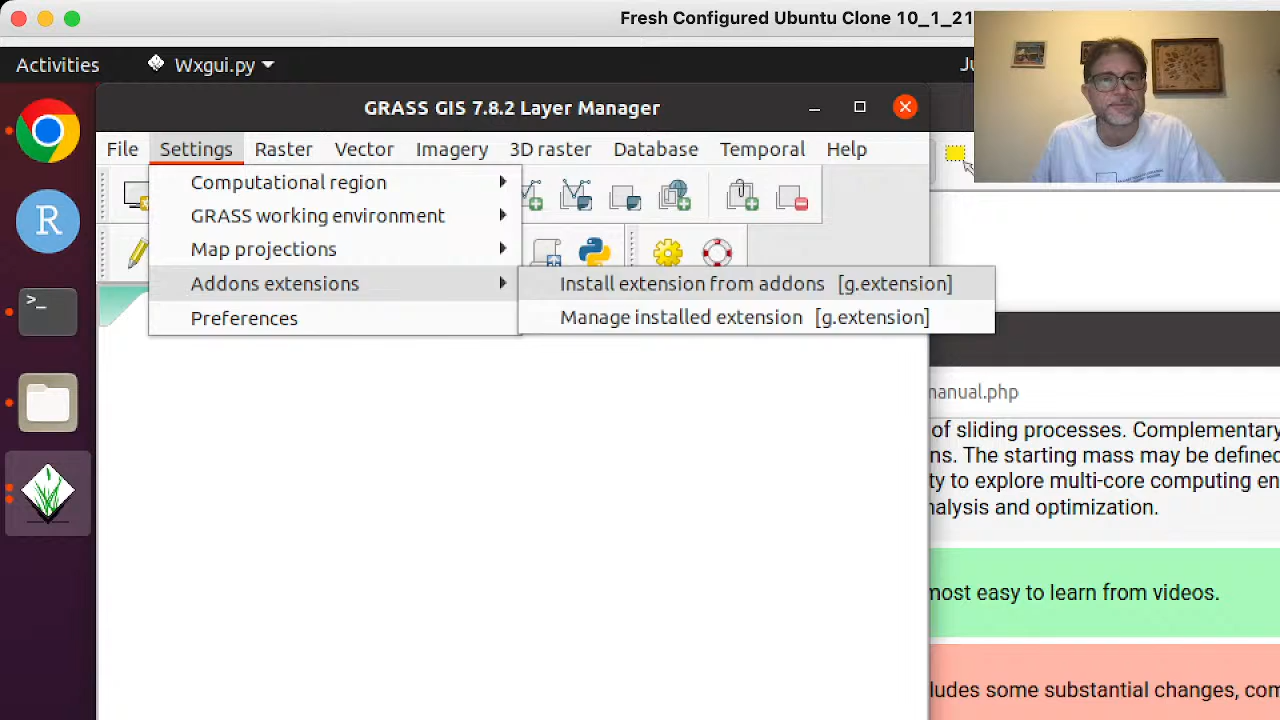 Fresh Configured Ubuntu Clone 10_1_21
Activities
Wxgui.py
GRASS GIS 7.8.2 Layer Manager
File Settings Raster Vector Imagery 3D raster Database Temporal Help
Computational region
GRASS working environment
Map projections
Addons extensions
Preferences
Install extension from addons [g.extension]
Manage installed extension [g.extension]
R
>_
manual.php
of sliding processes. Complementary
ns. The starting mass may be defined
ty to explore multi-core computing en
nalysis and optimization.
most easy to learn from videos.
ludes some substantial changes, com